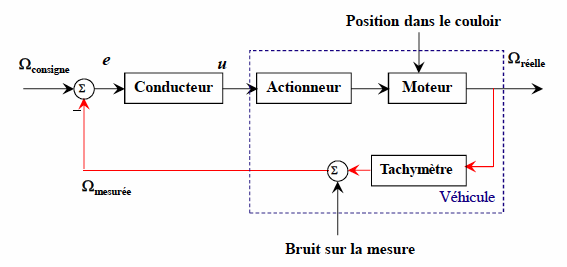 Position dans le couloir
Ωconsigne
e
u
Ωréelle
Σ
Conducteur
Actionneur
Moteur
−
Ωmesurée
Σ
Tachymètre
Véhicule
Bruit sur la mesure